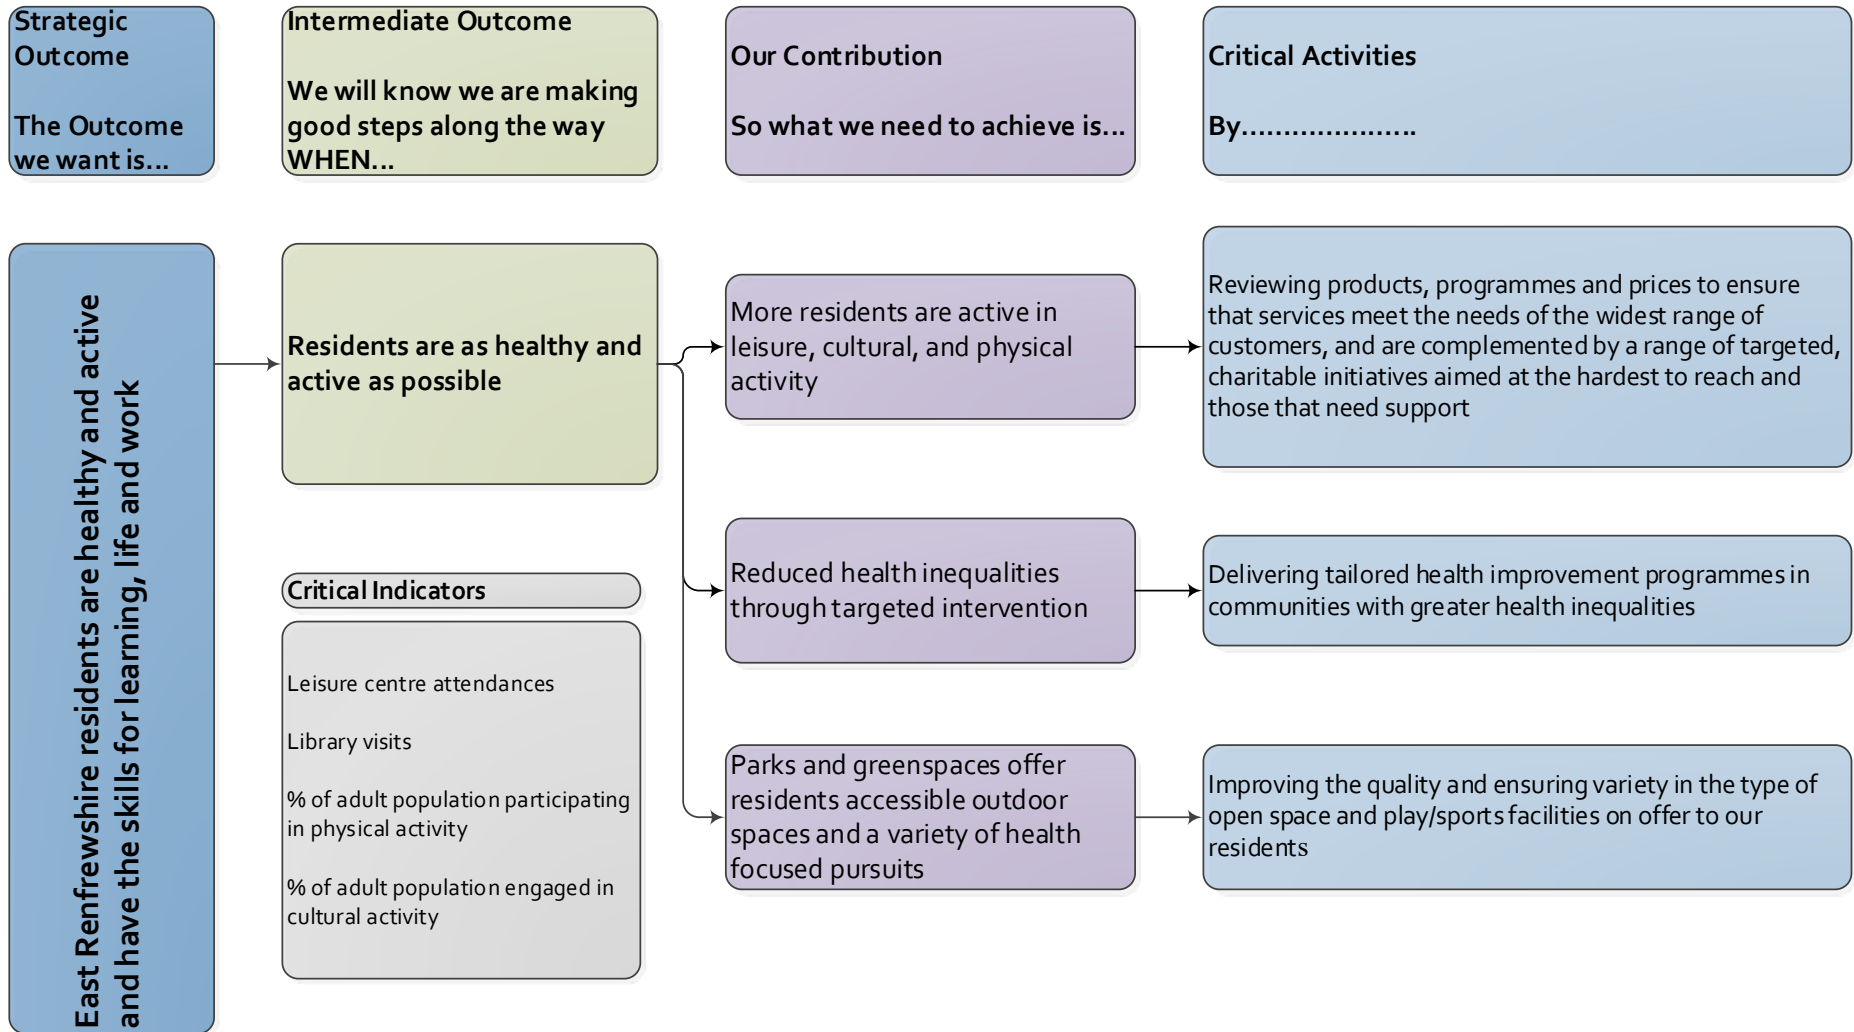 Strategic
Outcome
The Outcome
we want is...
Intermediate Outcome
We will know we are making
good steps along the way
WHEN...
Our Contribution
So what we need to achieve is...
Critical Activities
By.....................
East Renfrewshire residents are healthy and active
and have the skills for learning, life and work
Residents are as healthy and
active as possible
Critical Indicators
Leisure centre attendances
Library visits
% of adult population participating
in physical activity
% of adult population engaged in
cultural activity
More residents are active in
leisure, cultural, and physical
activity
Reviewing products, programmes and prices to ensure
that services meet the needs of the widest range of
customers, and are complemented by a range of targeted,
charitable initiatives aimed at the hardest to reach and
those that need support
Reduced health inequalities
through targeted intervention
Delivering tailored health improvement programmes in
communities with greater health inequalities
Parks and greenspaces offer
residents accessible outdoor
spaces and a variety of health
focused pursuits
Improving the quality and ensuring variety in the type of
open space and play/sports facilities on offer to our
residents